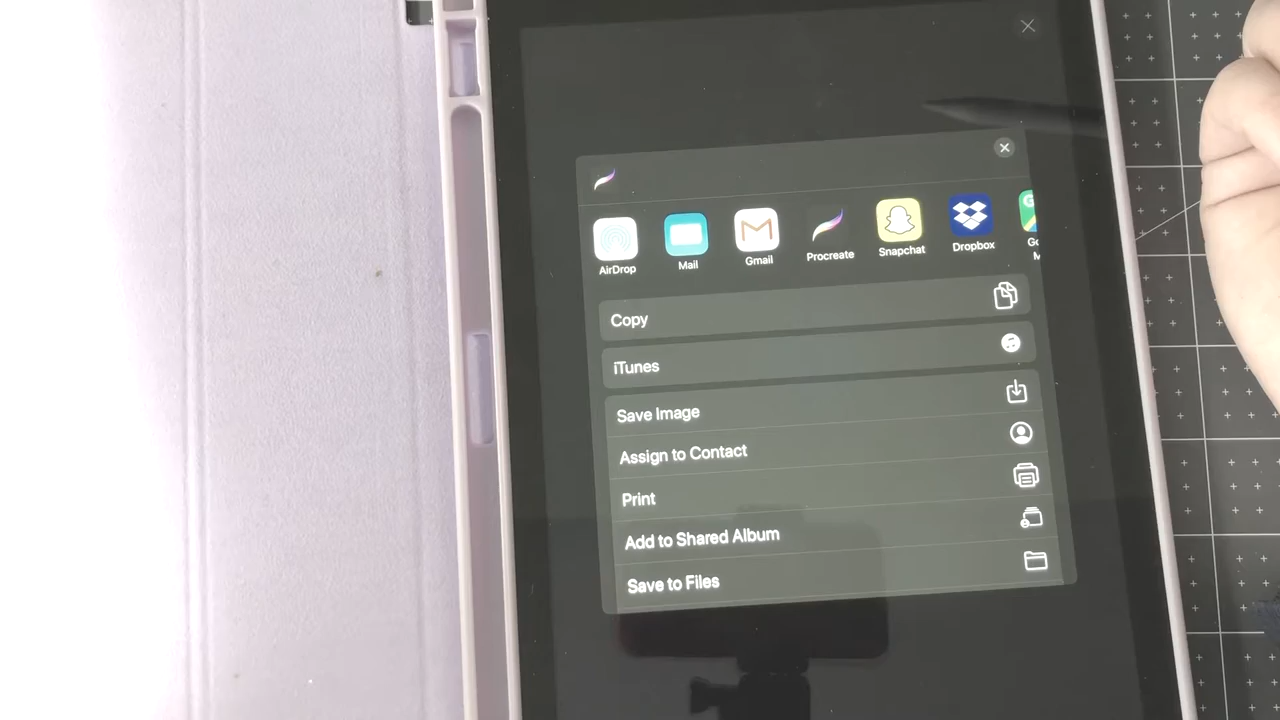 AirDrop
Mail
Gmail
Procreate
Snapchat
Dropbox
Copy
iTunes
Save Image
Assign to Contact
Print
Add to Shared Album
Save to Files